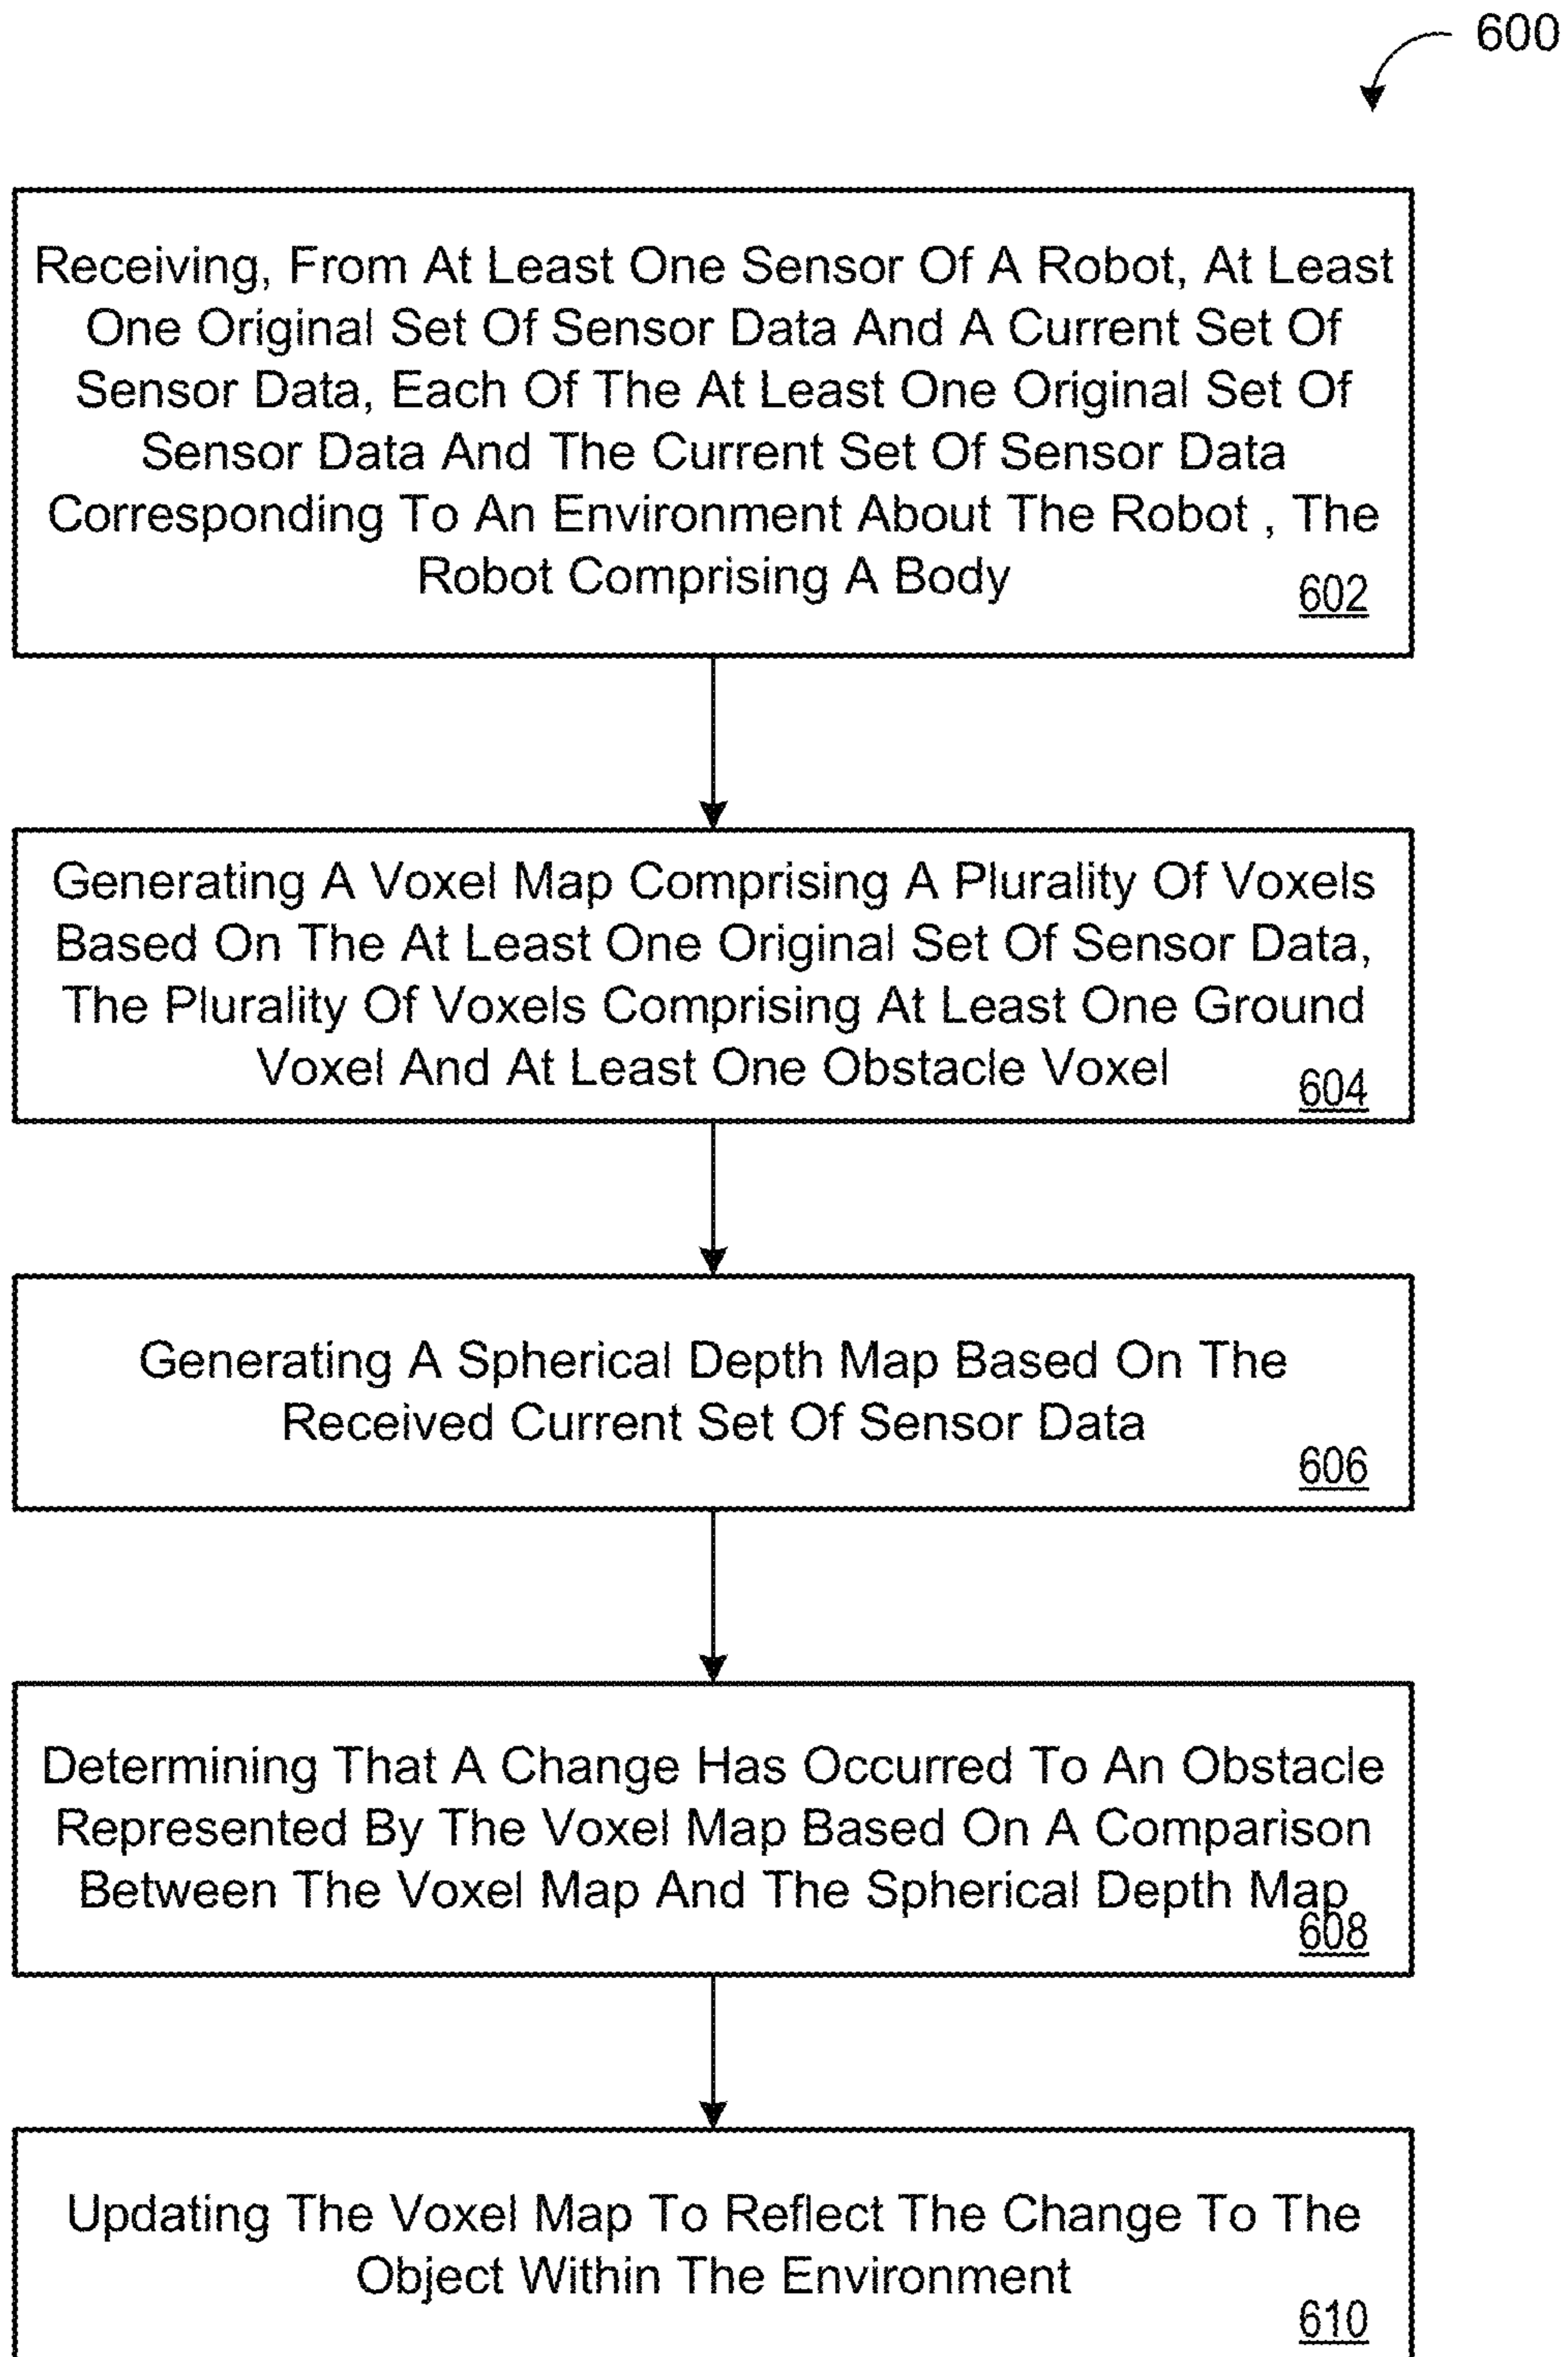 600
Receiving, From At Least One Sensor Of A Robot, At Least
One Original Set Of Sensor Data And A Current Set Of
Sensor Data, Each Of The At Least One Original Set Of
Sensor Data And The Current Set Of Sensor Data
Corresponding To An Environment About The Robot , The
Robot Comprising A Body
602
Generating A Voxel Map Comprising A Plurality Of Voxels
Based On The At Least One Original Set Of Sensor Data,
The Plurality Of Voxels Comprising At Least One Ground
Voxel And At Least One Obstacle Voxel
604
Generating A Spherical Depth Map Based On The
Received Current Set Of Sensor Data
606
Determining That A Change Has Occurred To An Obstacle
Represented By The Voxel Map Based On A Comparison
Between The Voxel Map And The Spherical Depth Map
608
Updating The Voxel Map To Reflect The Change To The
Object Within The Environment
610